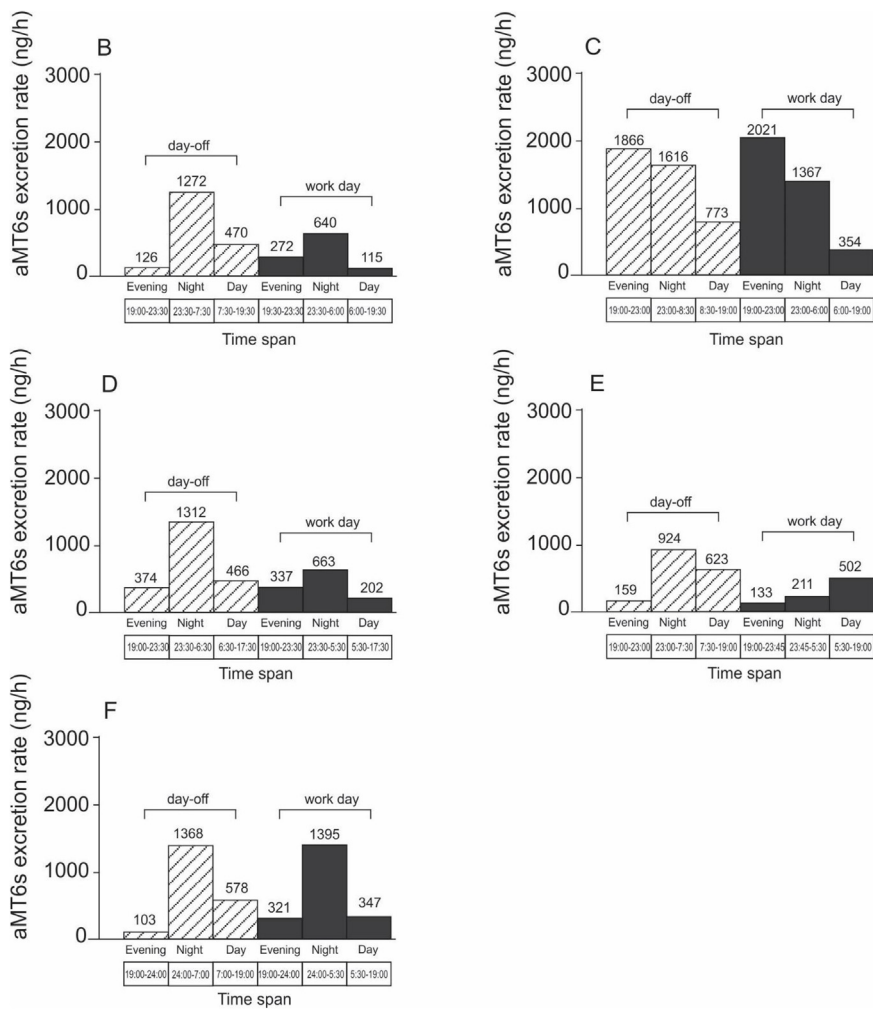 B
aMT6s excretion rate (ng/h)
3000
2000
1000
0
day-off
work day
126
1272
470
272
640
115
Evening Night Day Evening Night Day
19:00-23:30 23:30-7:30 7:30-19:30 19:30-23:30 23:30-6:00 6:00-19:30
Time span
C
aMT6s excretion rate (ng/h)
3000
2000
1000
0
day-off
work day
1866
1616
773
2021
1367
354
Evening Night Day Evening Night Day
19:00-23:00 23:00-8:30 8:30-19:00 19:00-23:00 23:00-6:00 6:00-19:00
Time span
D
aMT6s excretion rate (ng/h)
3000
2000
1000
0
day-off
work day
374
1312
466
337
663
202
Evening Night Day Evening Night Day
19:00-23:30 23:30-6:30 6:30-17:30 19:00-23:30 23:30-5:30 5:30-17:30
Time span
E
aMT6s excretion rate (ng/h)
3000
2000
1000
0
day-off
work day
159
924
623
133
211
502
Evening Night Day Evening Night Day
19:00-23:00 23:00-7:30 7:30-19:00 19:00-23:45 23:45-5:30 5:30-19:00
Time span
F
aMT6s excretion rate (ng/h)
3000
2000
1000
0
day-off
work day
103
1368
578
321
1395
347
Evening Night Day Evening Night Day
19:00-24:00 24:00-7:00 7:00-19:00 19:00-24:00 24:00-5:30 5:30-19:00
Time span